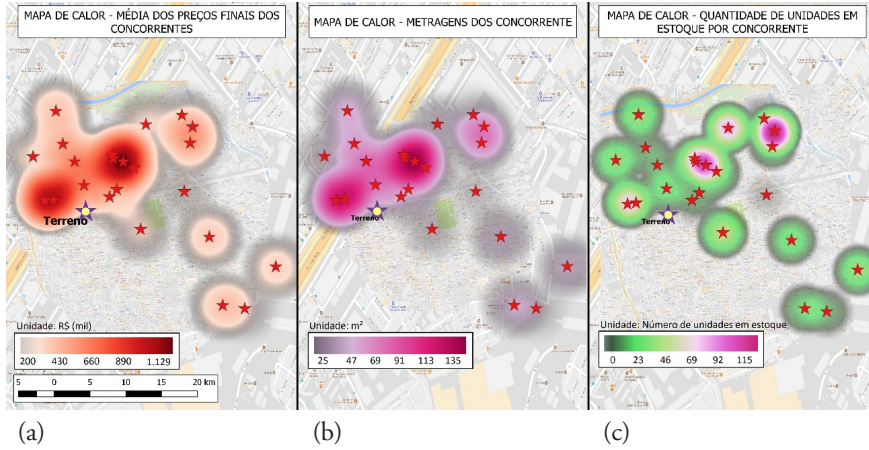 MAPA DE CALOR - MÉDIA DOS PREÇOS FINAIS DOS
CONCORRENTES
Terreno
Unidade: R$ (mil)
200 430 660 890 1.129
5 0 5 10 15 20 km
(a)
MAPA DE CALOR - METRAGENS DOS CONCORRENTE
Terreno
Unidade: m²
25 47 69 91 113 135
(b)
MAPA DE CALOR - QUANTIDADE DE UNIDADES EM
ESTOQUE POR CONCORRENTE
Terreno
Unidade: Número de unidades em estoque
0 23 46 69 92 115
(c)